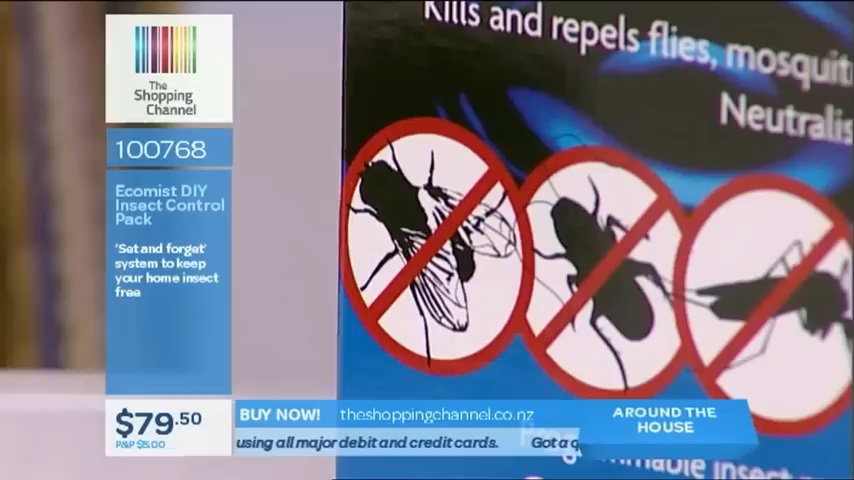 Kills and repels flies,
Neutralis
The
Shopping
Channel
100768
Ecomist DIY
Insect Control
Pack
'Set and forget'
system to keep
your home insect
free
$79.50
P&P $5.00
BUY NOW! theshoppingchannel.co.nz
using all major debit and credit cards. Got a
AROUND THE
HOUSE
insect